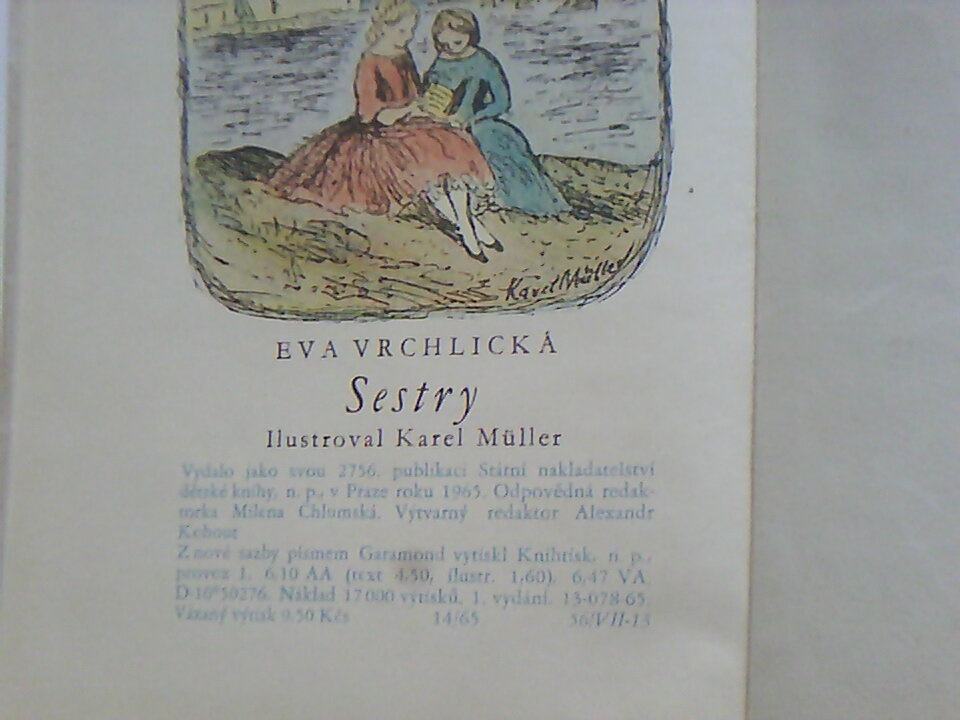 Karel Müller
EVA VRCHLICKÁ
Sestry
Ilustroval Karel Müller
Vydalo jako svou 2756. publikaci Státní nakladatelství
dětské knihy, n. p., v Praze roku 1965. Odpovědná redak-
torka Milena Chlumská. Výtvarný redaktor Alexandr
Kohout
Z nové sazby písmem Garamond vytiskl Knihtisk, n. p.,
provoz 1. 6,10 AA (text 4,50, ilustr. 1,60). 6,47 VA.
D-10*50276. Náklad 17 000 výtisků. 1. vydání. 13-078-65.
Vázaný výtisk 9.50 Kčs 14/65 56/VII-13